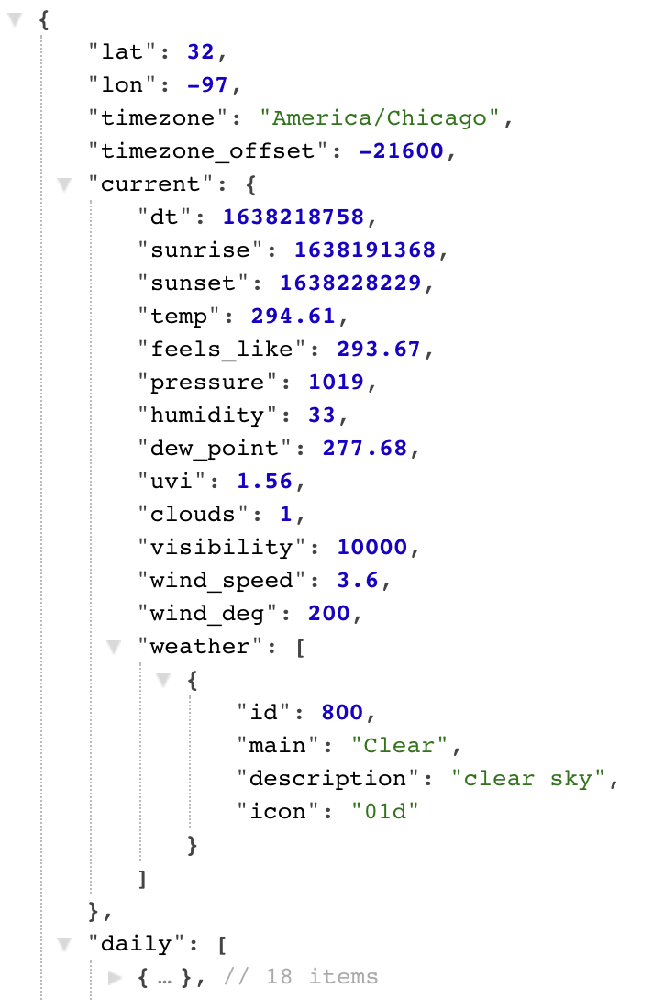 {
"lat": 32,
"lon": -97,
"timezone": "America/Chicago",
"timezone_offset": -21600,
"current": {
"dt": 1638218758,
"sunrise": 1638191368,
"sunset": 1638228229,
"temp": 294.61,
"feels_like": 293.67,
"pressure": 1019,
"humidity": 33,
"dew_point": 277.68,
"uvi": 1.56,
"clouds": 1,
"visibility": 10000,
"wind_speed": 3.6,
"wind_deg": 200,
"weather": [
{
"id": 800,
"main": "Clear",
"description": "clear sky",
"icon": "01d"
}
]
},
"daily": [
{ … }, // 18 items